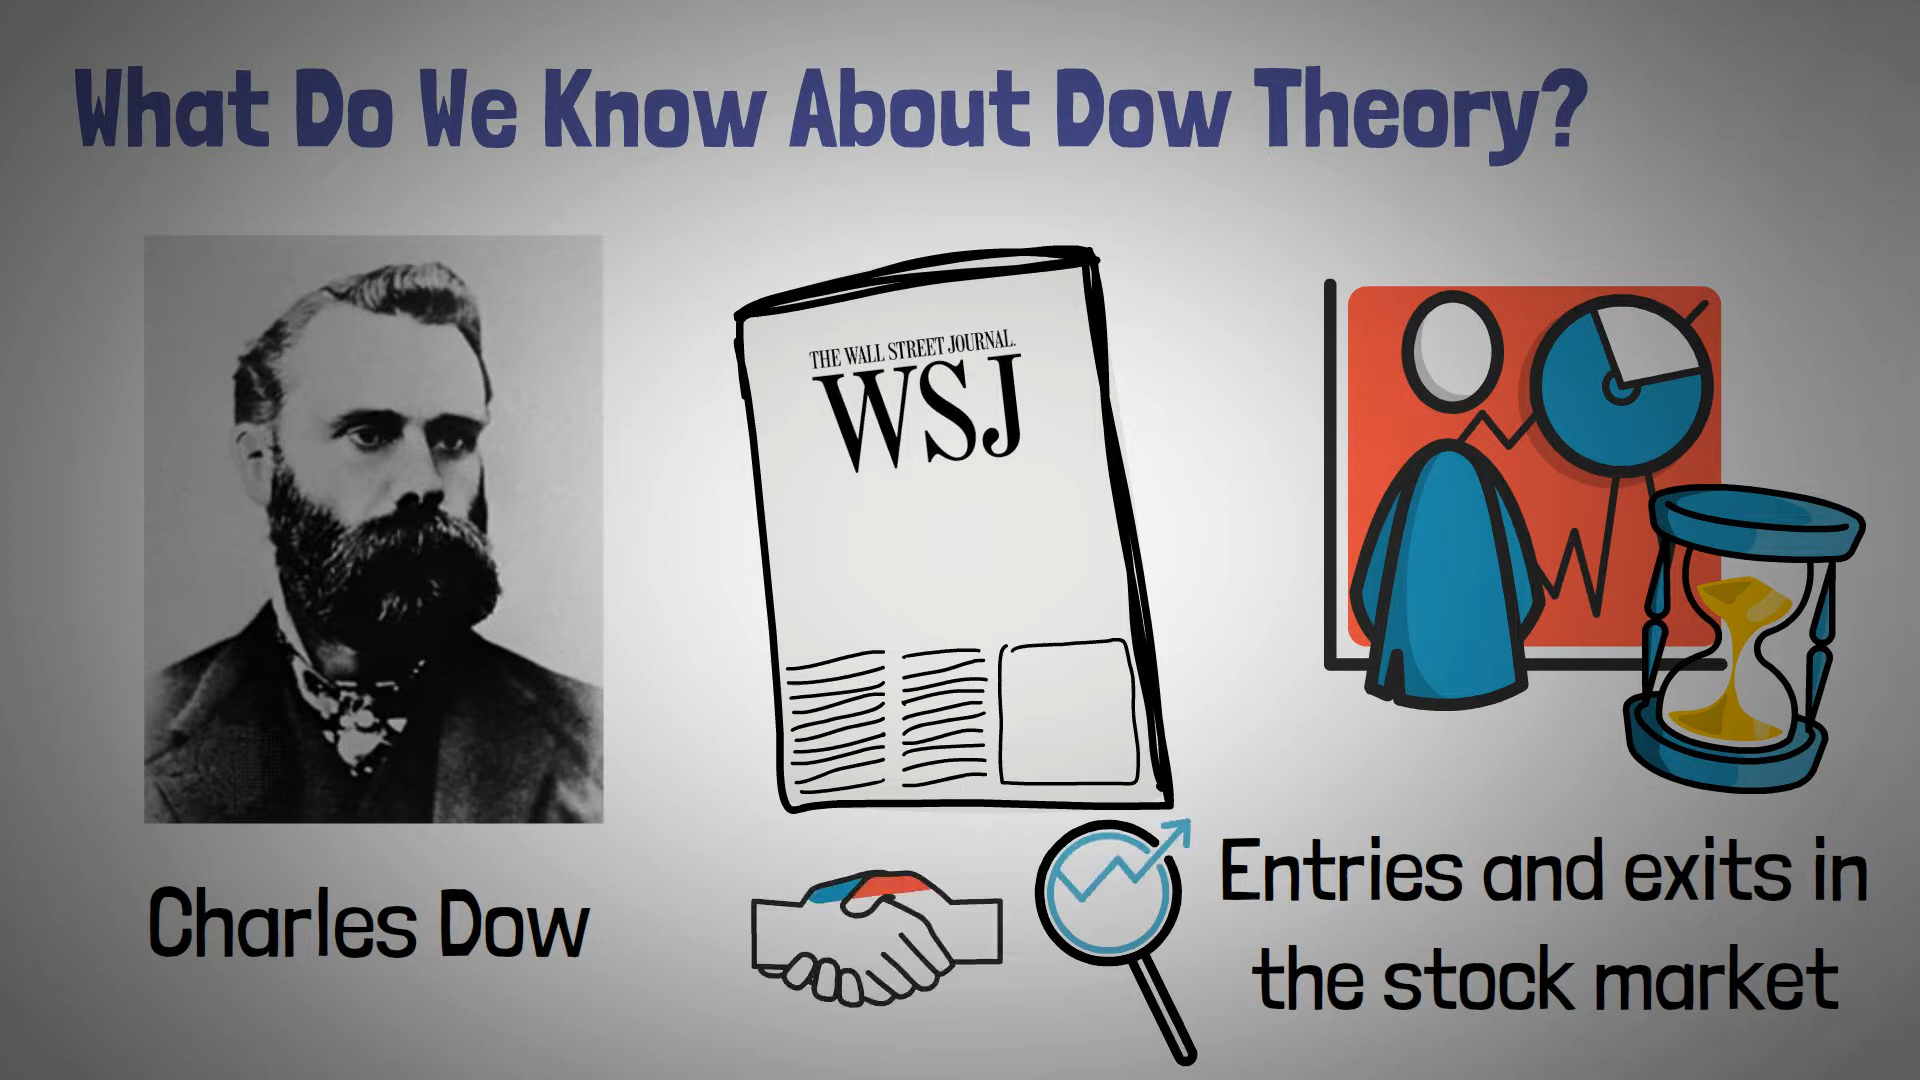 What Do We Know About Dow Theory?
THE WALL STREET JOURNAL.
WSJ
Charles Dow
Entries and exits in
the stock market